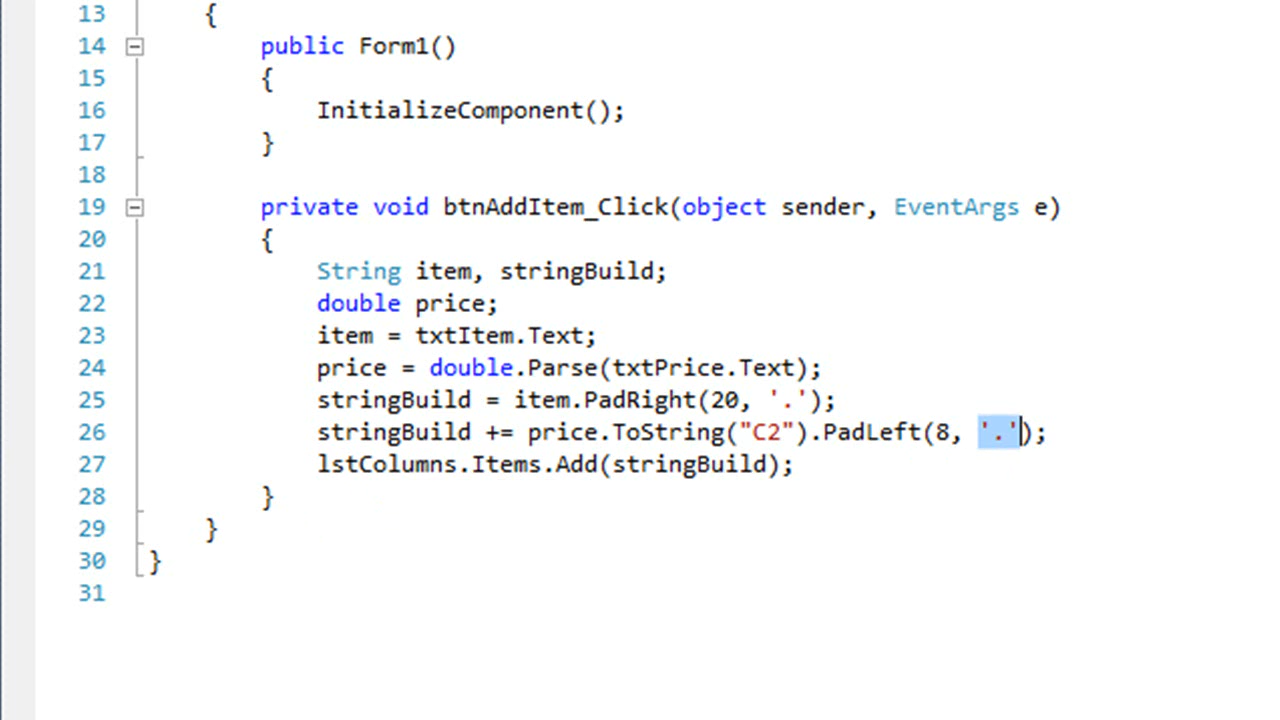 13 {
14 public Form1()
15 {
16 InitializeComponent();
17 }
18
19 private void btnAddItem_Click(object sender, EventArgs e)
20 {
21 String item, stringBuild;
22 double price;
23 item = txtItem.Text;
24 price = double.Parse(txtPrice.Text);
25 stringBuild = item.PadRight(20, '.');
26 stringBuild += price.ToString("C2").PadLeft(8, '.');
27 lstColumns.Items.Add(stringBuild);
28 }
29 }
30 }
31